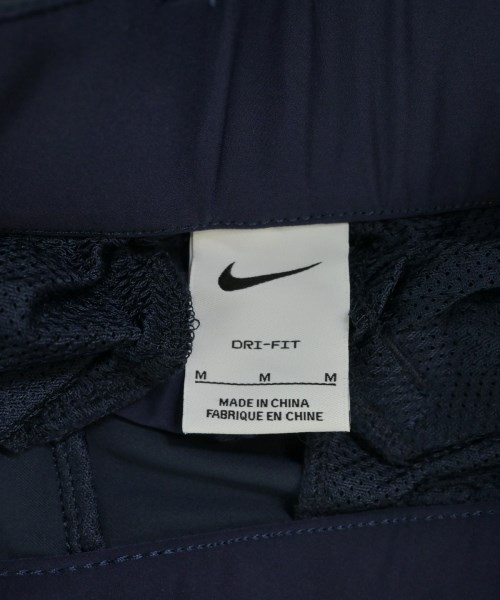 DRI-FIT
M M M
MADE IN CHINA
FABRIQUE EN CHINE